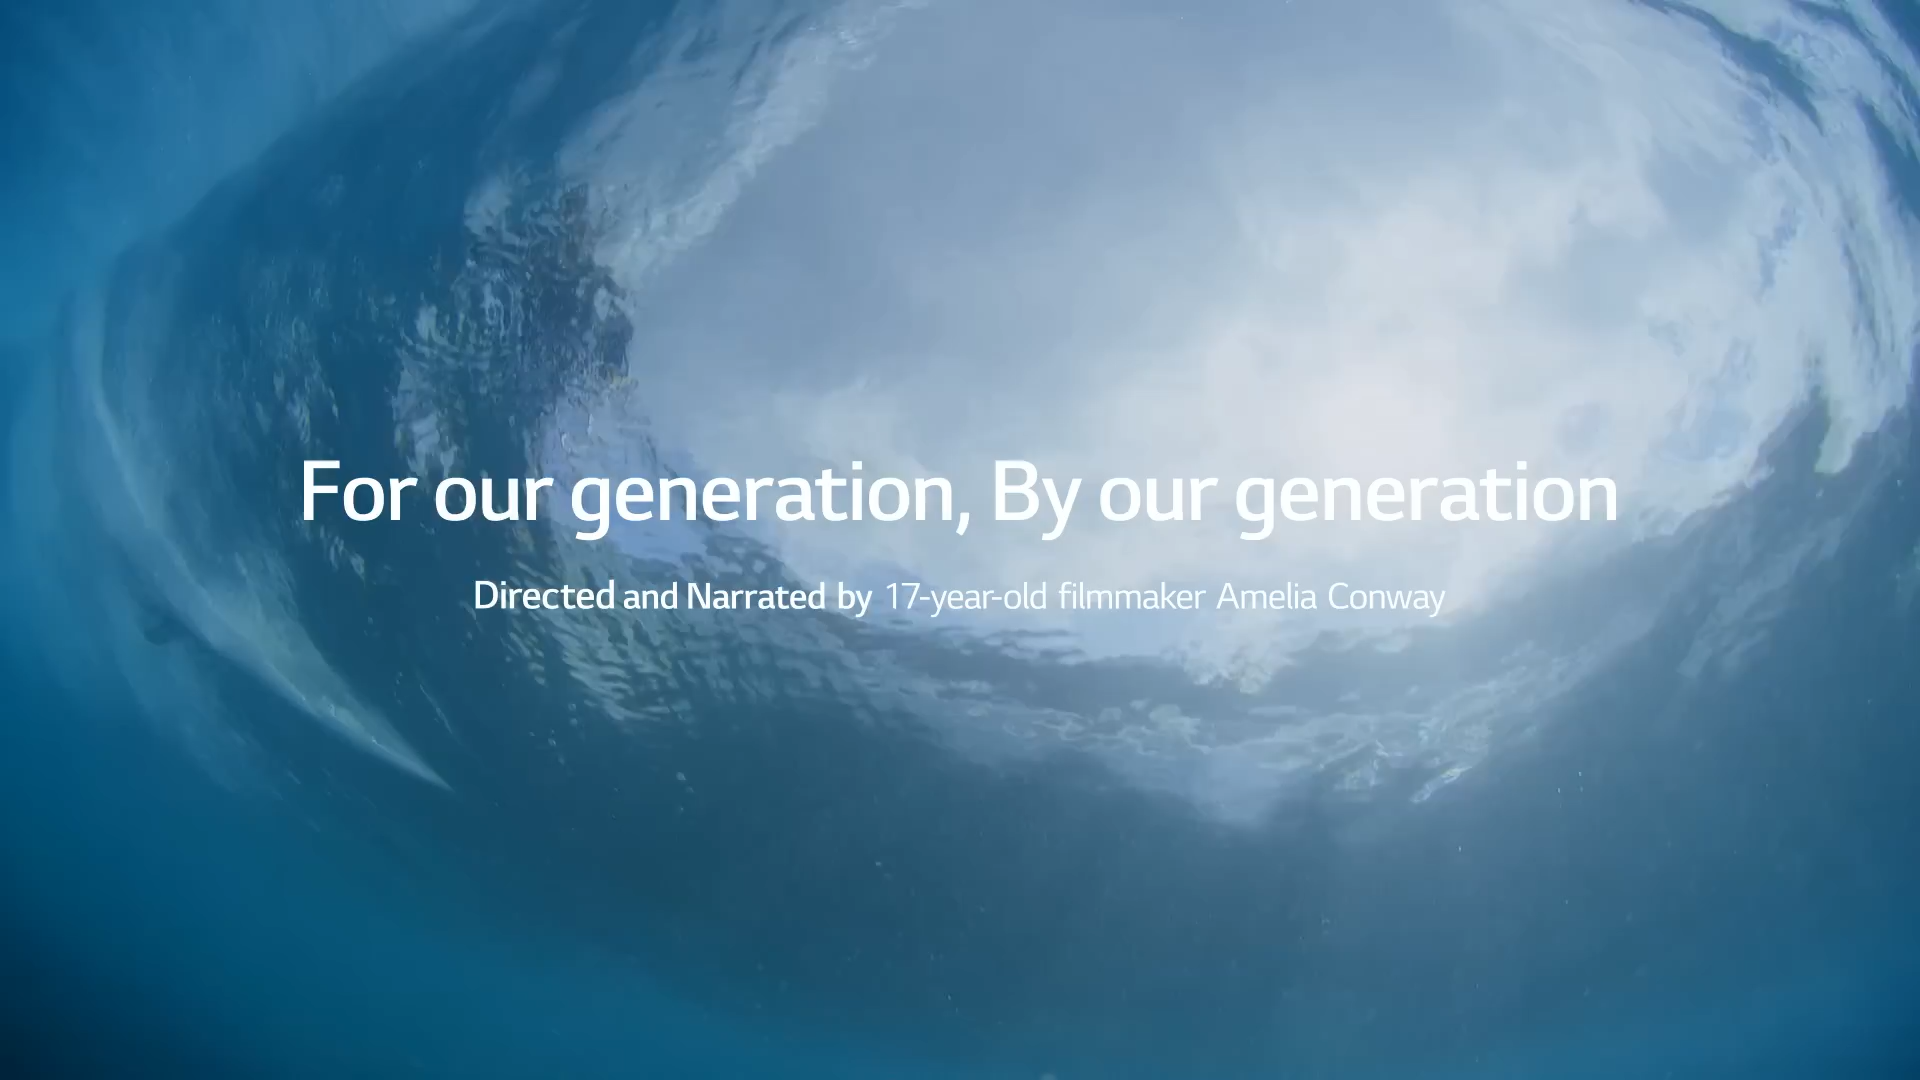 For our generation, By our generation
Directed and Narrated by 17-year-old filmmaker Amelia Conway